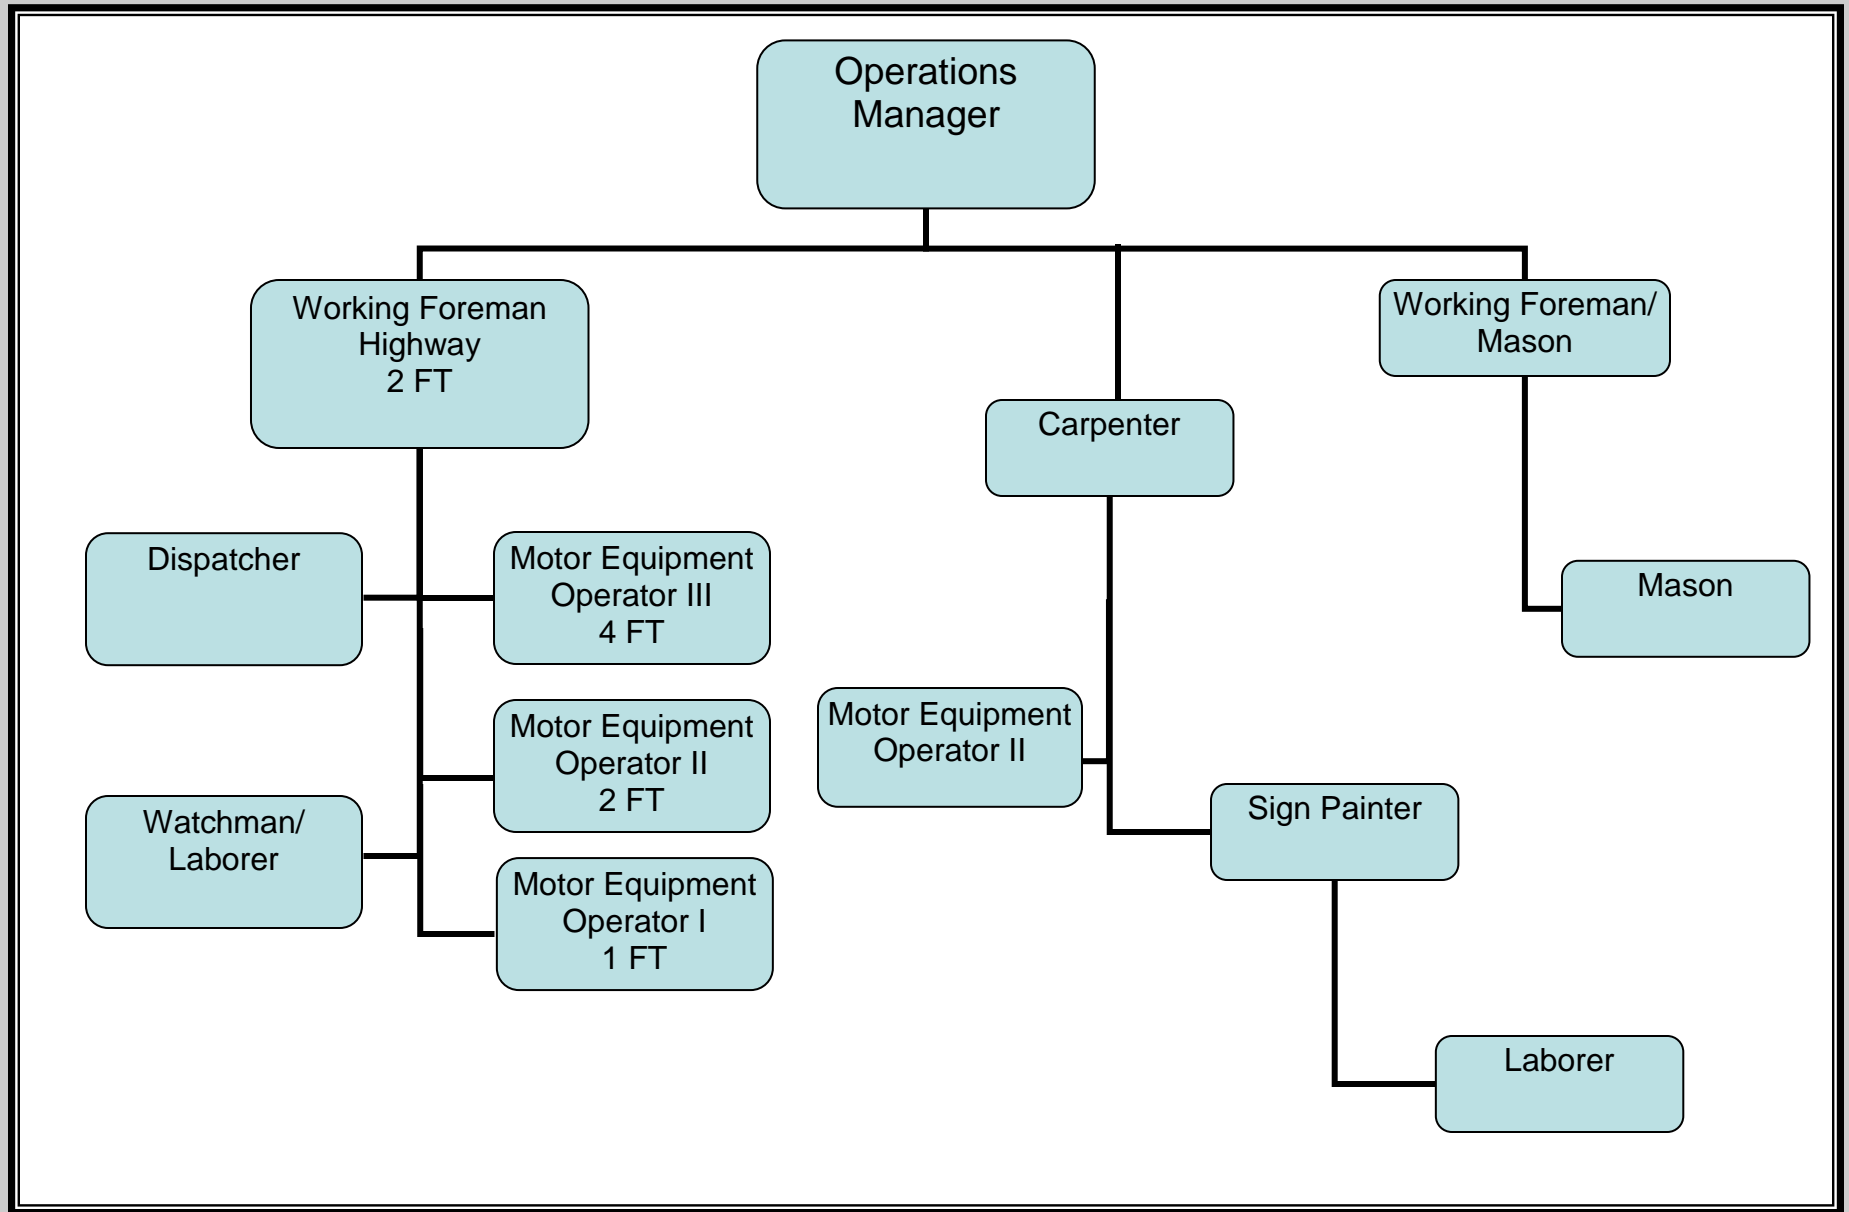 Operations
Manager
Working Foreman
Highway
2 FT
Working Foreman/
Mason
Carpenter
Dispatcher
Motor Equipment
Operator III
4 FT
Mason
Motor Equipment
Operator II
2 FT
Motor Equipment
Operator II
Watchman/
Laborer
Sign Painter
Motor Equipment
Operator I
1 FT
Laborer